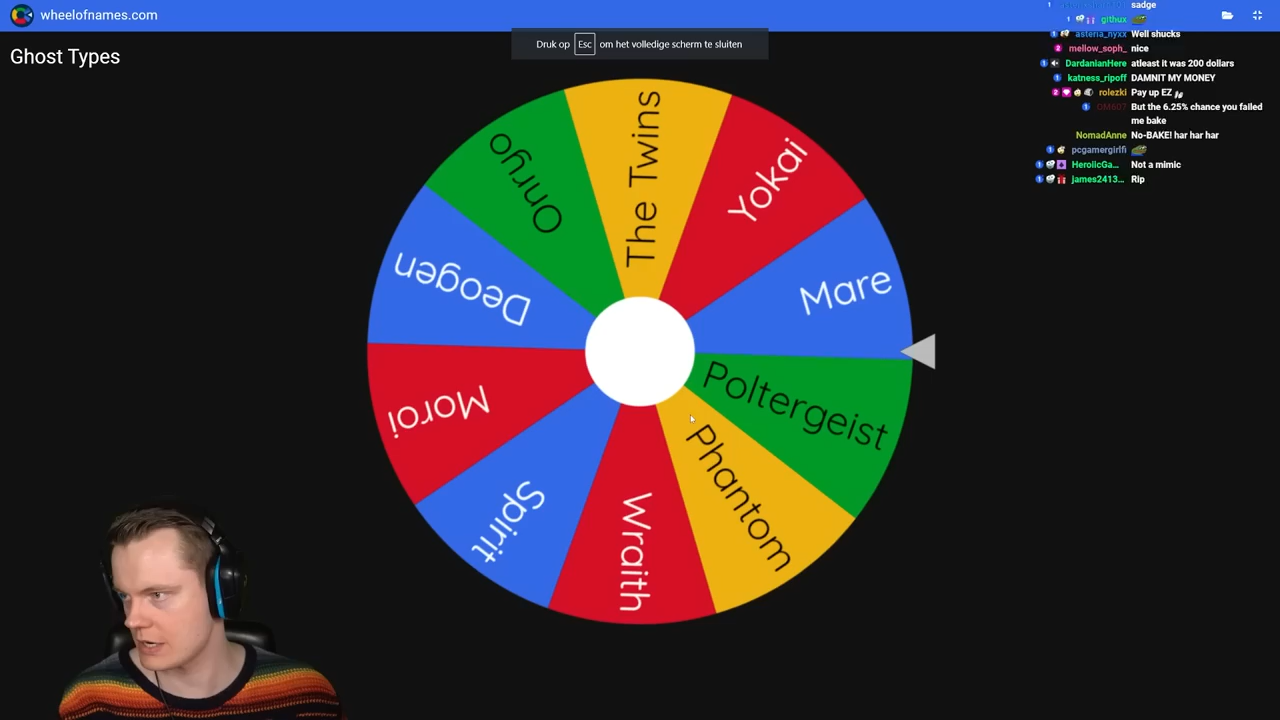 wheelofnames.com
Ghost Types
Druk op Esc om het volledige scherm te sluiten
The Twins
Yokai
Mare
Poltergeist
Phantom
Wraith
Spirit
Moroi
Deogen
Onryo
sadge
githux
asteria_nyxx Well shucks
mellow_soph_ nice
DardanianHere atleast it was 200 dollars
katness_ripoff DAMNIT MY MONEY
rolezki Pay up EZ
But the 6.25% chance you failed
me bake
NomadAnne No-BAKE! har har har
pcgamergirlfi
HeroiicGa... Not a mimic
james2413... Rip